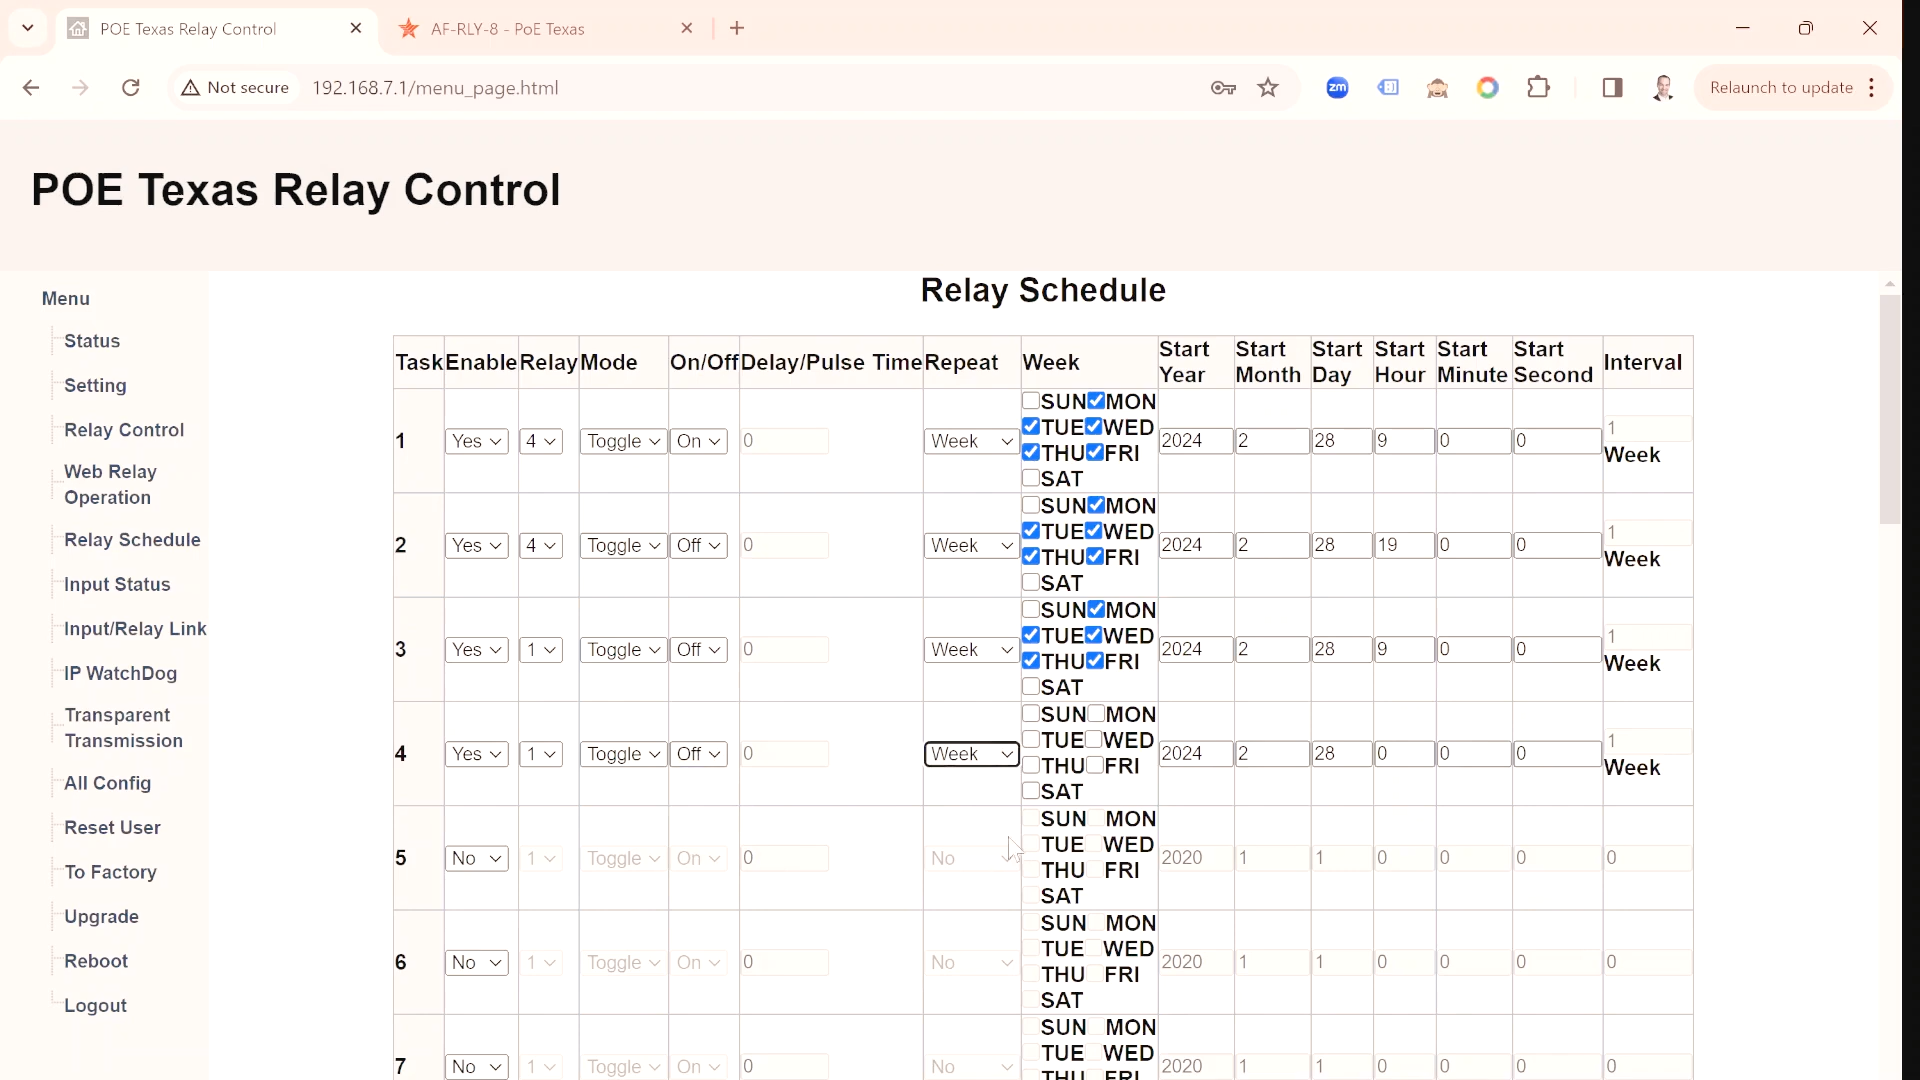 POE Texas Relay Control
AF-RLY-8 - PoE Texas
Not secure
192.168.7.1/menu_page.html
zm
Relaunch to update
POE Texas Relay Control
Menu
Status
Setting
Relay Control
Web Relay
Operation
Relay Schedule
Input Status
Input/Relay Link
IP WatchDog
Transparent
Transmission
All Config
Reset User
To Factory
Upgrade
Reboot
Logout
Relay Schedule
Task Enable Relay Mode On/Off Delay/Pulse Time Repeat Week Start Year Start Month Start Day Start Hour Start Minute Start Second Interval
SUN MON
TUE WED
1 Yes 4 Toggle On 0 Week 2024 2 28 9 0 0 1
THU FRI Week
SAT
SUN MON
TUE WED
2 Yes 4 Toggle Off 0 Week 2024 2 28 19 0 0 1
THU FRI Week
SAT
SUN MON
TUE WED
3 Yes 1 Toggle Off 0 Week 2024 2 28 9 0 0 1
THU FRI Week
SAT
SUN MON
TUE WED
4 Yes 1 Toggle Off 0 Week 2024 2 28 0 0 0 1
THU FRI Week
SAT
SUN MON
TUE WED
5 No 1 Toggle On 0 No 2020 1 1 0 0 0 0
THU FRI
SAT
SUN MON
TUE WED
6 No 1 Toggle On 0 No 2020 1 1 0 0 0 0
THU FRI
SAT
SUN MON
TUE WED
7 No 1 Toggle On 0 No 2020 1 1 0 0 0 0
THU FRI